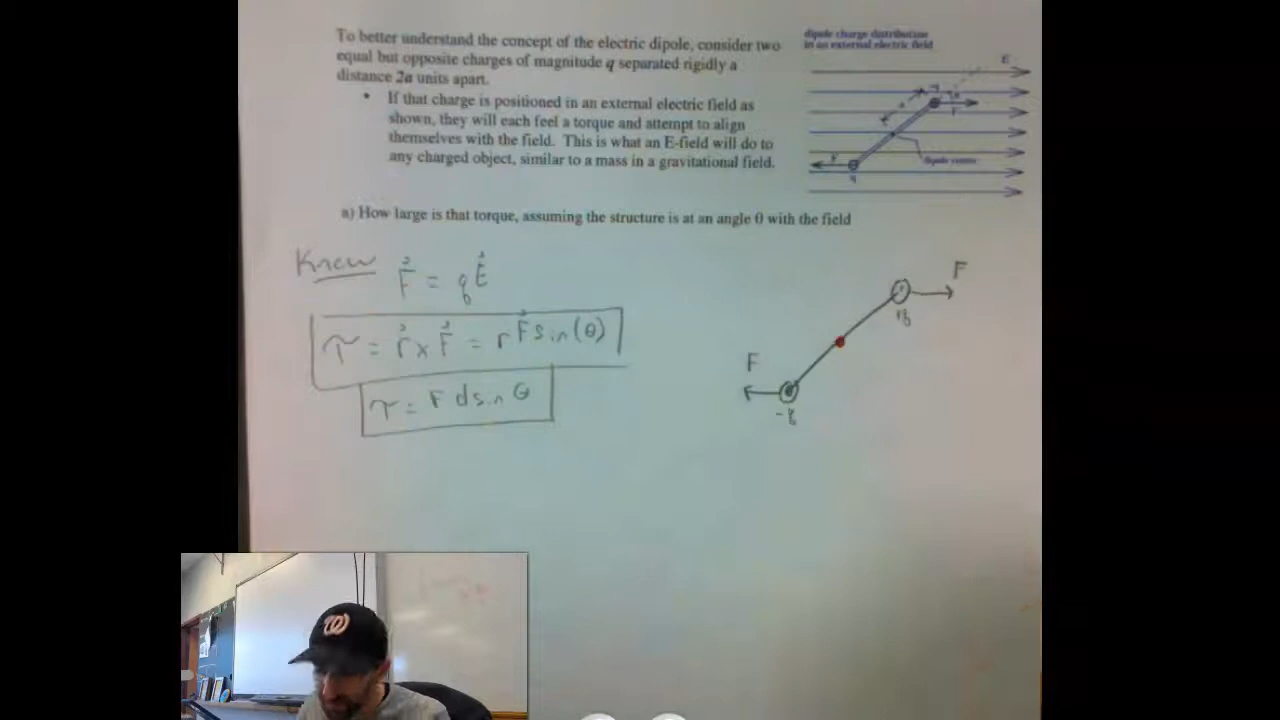 To better understand the concept of the electric dipole, consider two
equal but opposite charges of magnitude q separated rigidly a
distance 2a units apart.
• If that charge is positioned in an external electric field as
shown, they will each feel a torque and attempt to align
themselves with the field. This is what an E-field will do to
any charged object, similar to a mass in a gravitational field.
dipole charge distribution
in an external electric field
E
a
F
F
q
dipole center
a) How large is that torque, assuming the structure is at an angle θ with the field
Know F⃗ = qE⃗
τ = r⃗ x F⃗ = r F⃗ sin(θ)
τ = F d sin θ
F
+q
F
-q
W